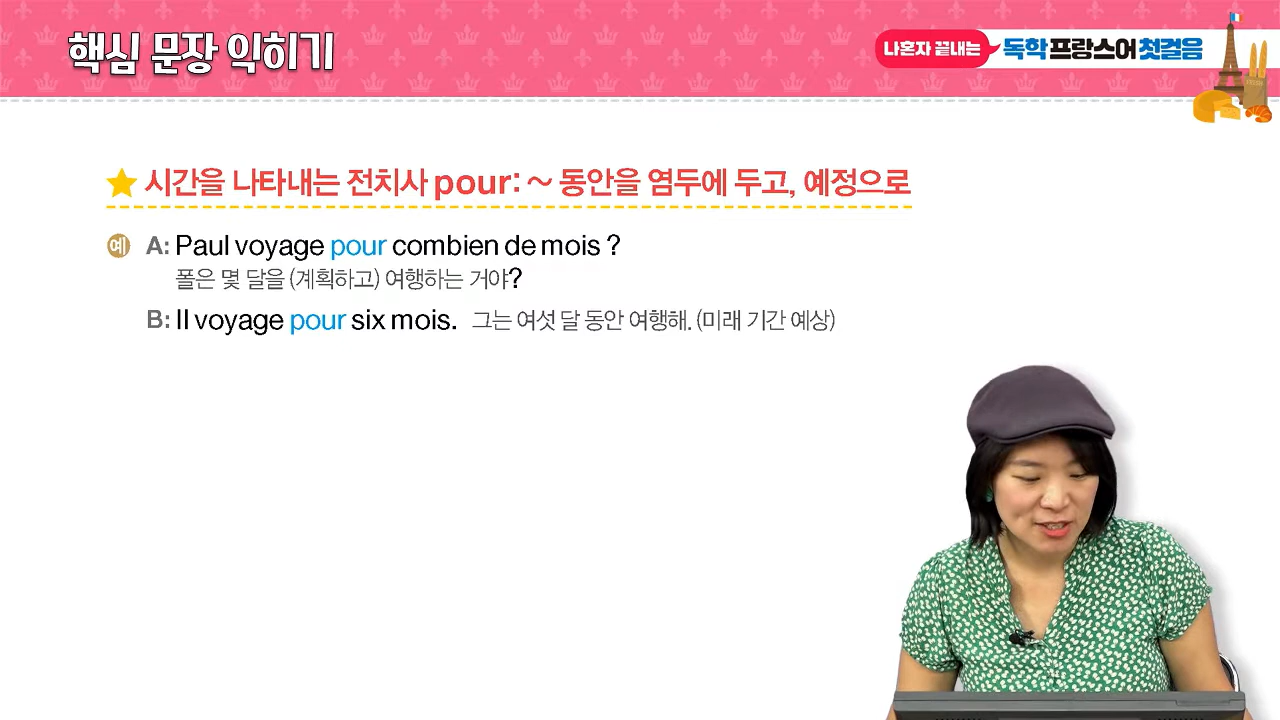 핵심 문장 익히기
나혼자 끝내는 독학 프랑스어 첫걸음
시간을 나타내는 전치사 pour: ~ 동안을 염두에 두고, 예정으로
예 A: Paul voyage pour combien de mois ?
폴은 몇 달을 (계획하고) 여행하는 거야?
B: Il voyage pour six mois. 그는 여섯 달 동안 여행해. (미래 기간 예상)